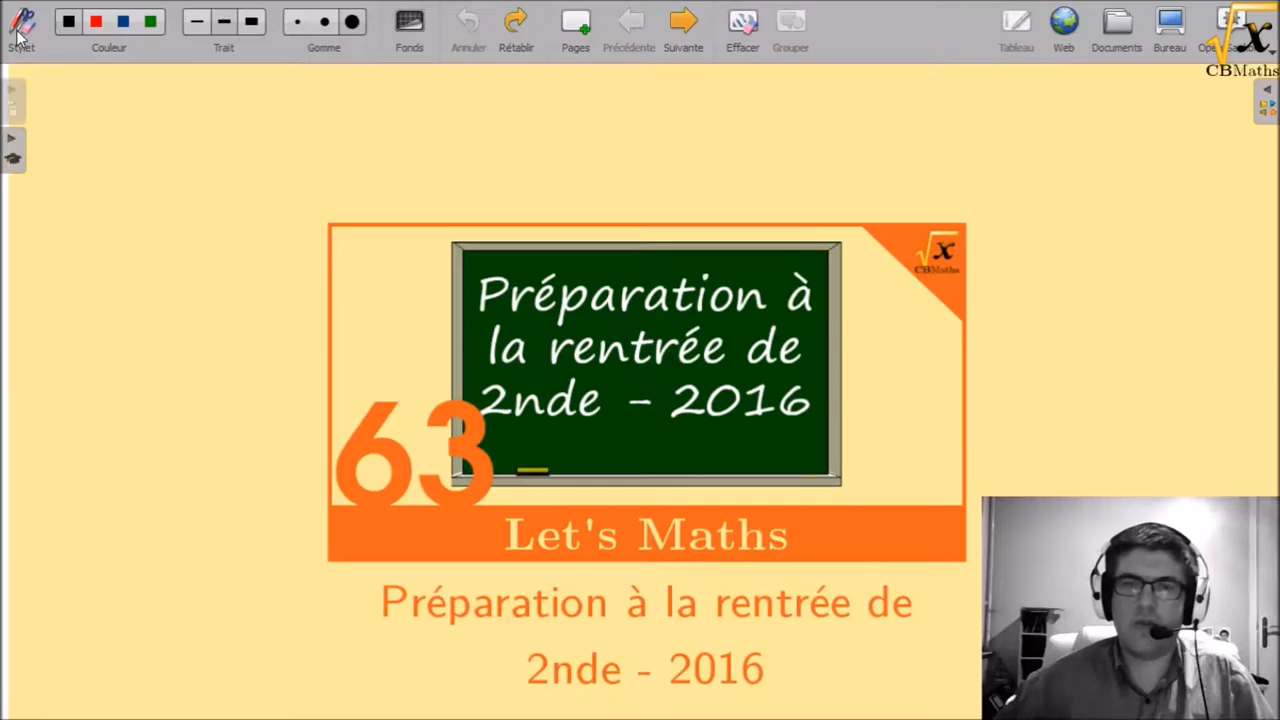 Stylet
Couleur
Trait
Gomme
Fonds
Annuler
Rétablir
Pages
Précédente
Suivante
Effacer
Grouper
Tableau
Web
Documents
Bureau
x
CBMaths
Préparation à
la rentrée de
2nde - 2016
x
CBMaths
63
Let's Maths
Préparation à la rentrée de
2nde - 2016